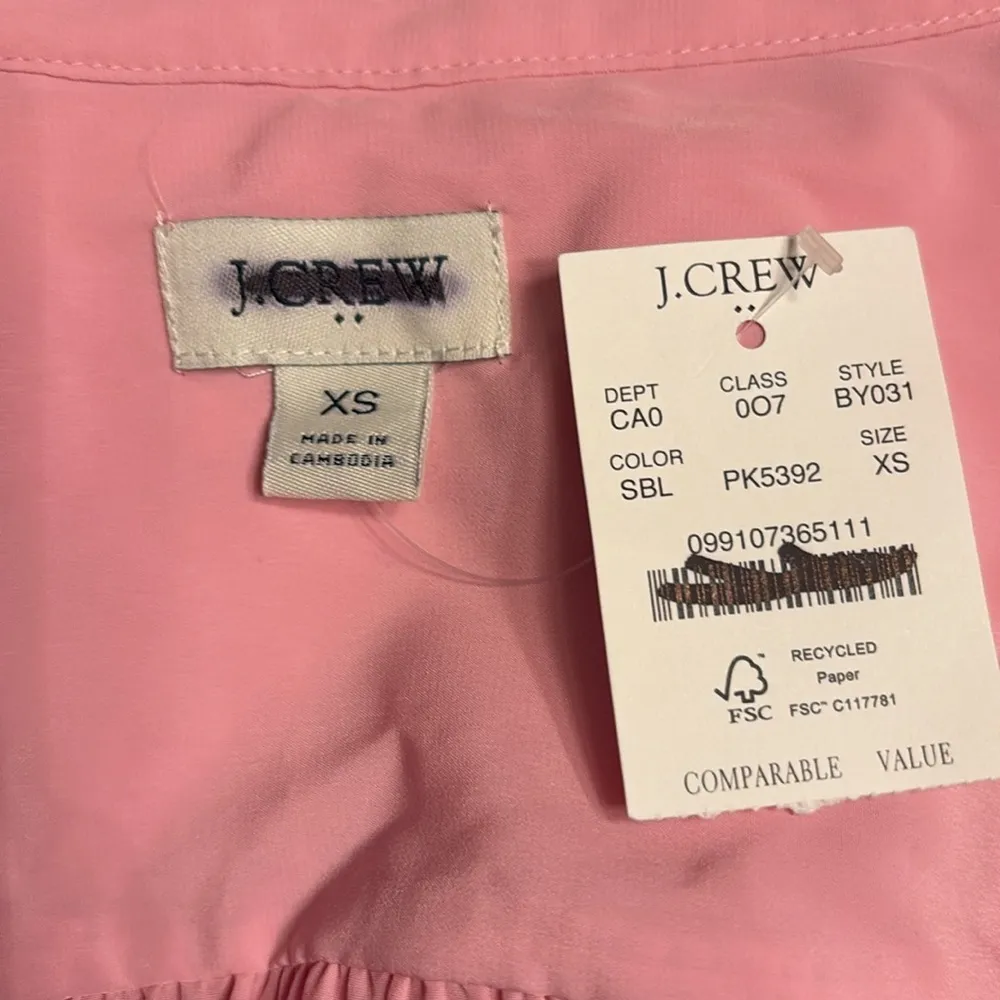 J.CREW
XS
MADE IN
CAMBODIA
J.CREW
DEPT CLASS STYLE
CA0 0O7 BY031
COLOR SIZE
SBL PK5392 XS
099107365111
RECYCLED
Paper
FSC™ C117781
FSC
COMPARABLE VALUE